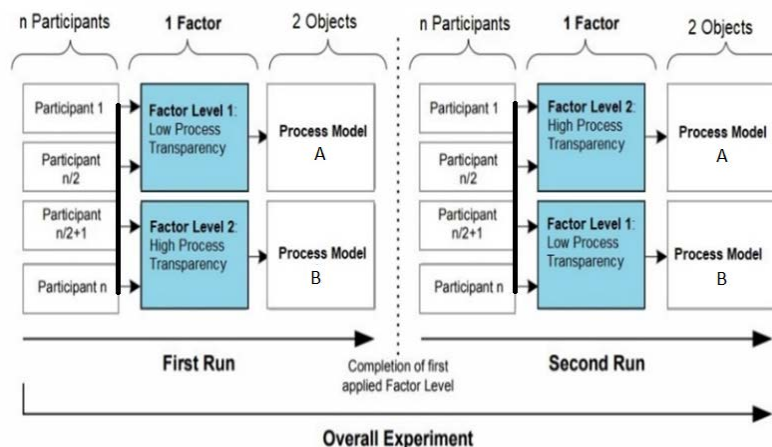 n Participants
1 Factor
2 Objects
Participant 1
Participant
n/2
Participant
n/2+1
Participant n
Factor Level 1:
Low Process
Transparency
Factor Level 2:
High Process
Transparency
Process Model
A
Process Model
B
First Run
Completion of first
applied Factor Level
n Participants
1 Factor
2 Objects
Participant 1
Participant
n/2
Participant
n/2+1
Participant n
Factor Level 2:
High Process
Transparency
Factor Level 1:
Low Process
Transparency
Process Model
A
Process Model
B
Second Run
Overall Experiment